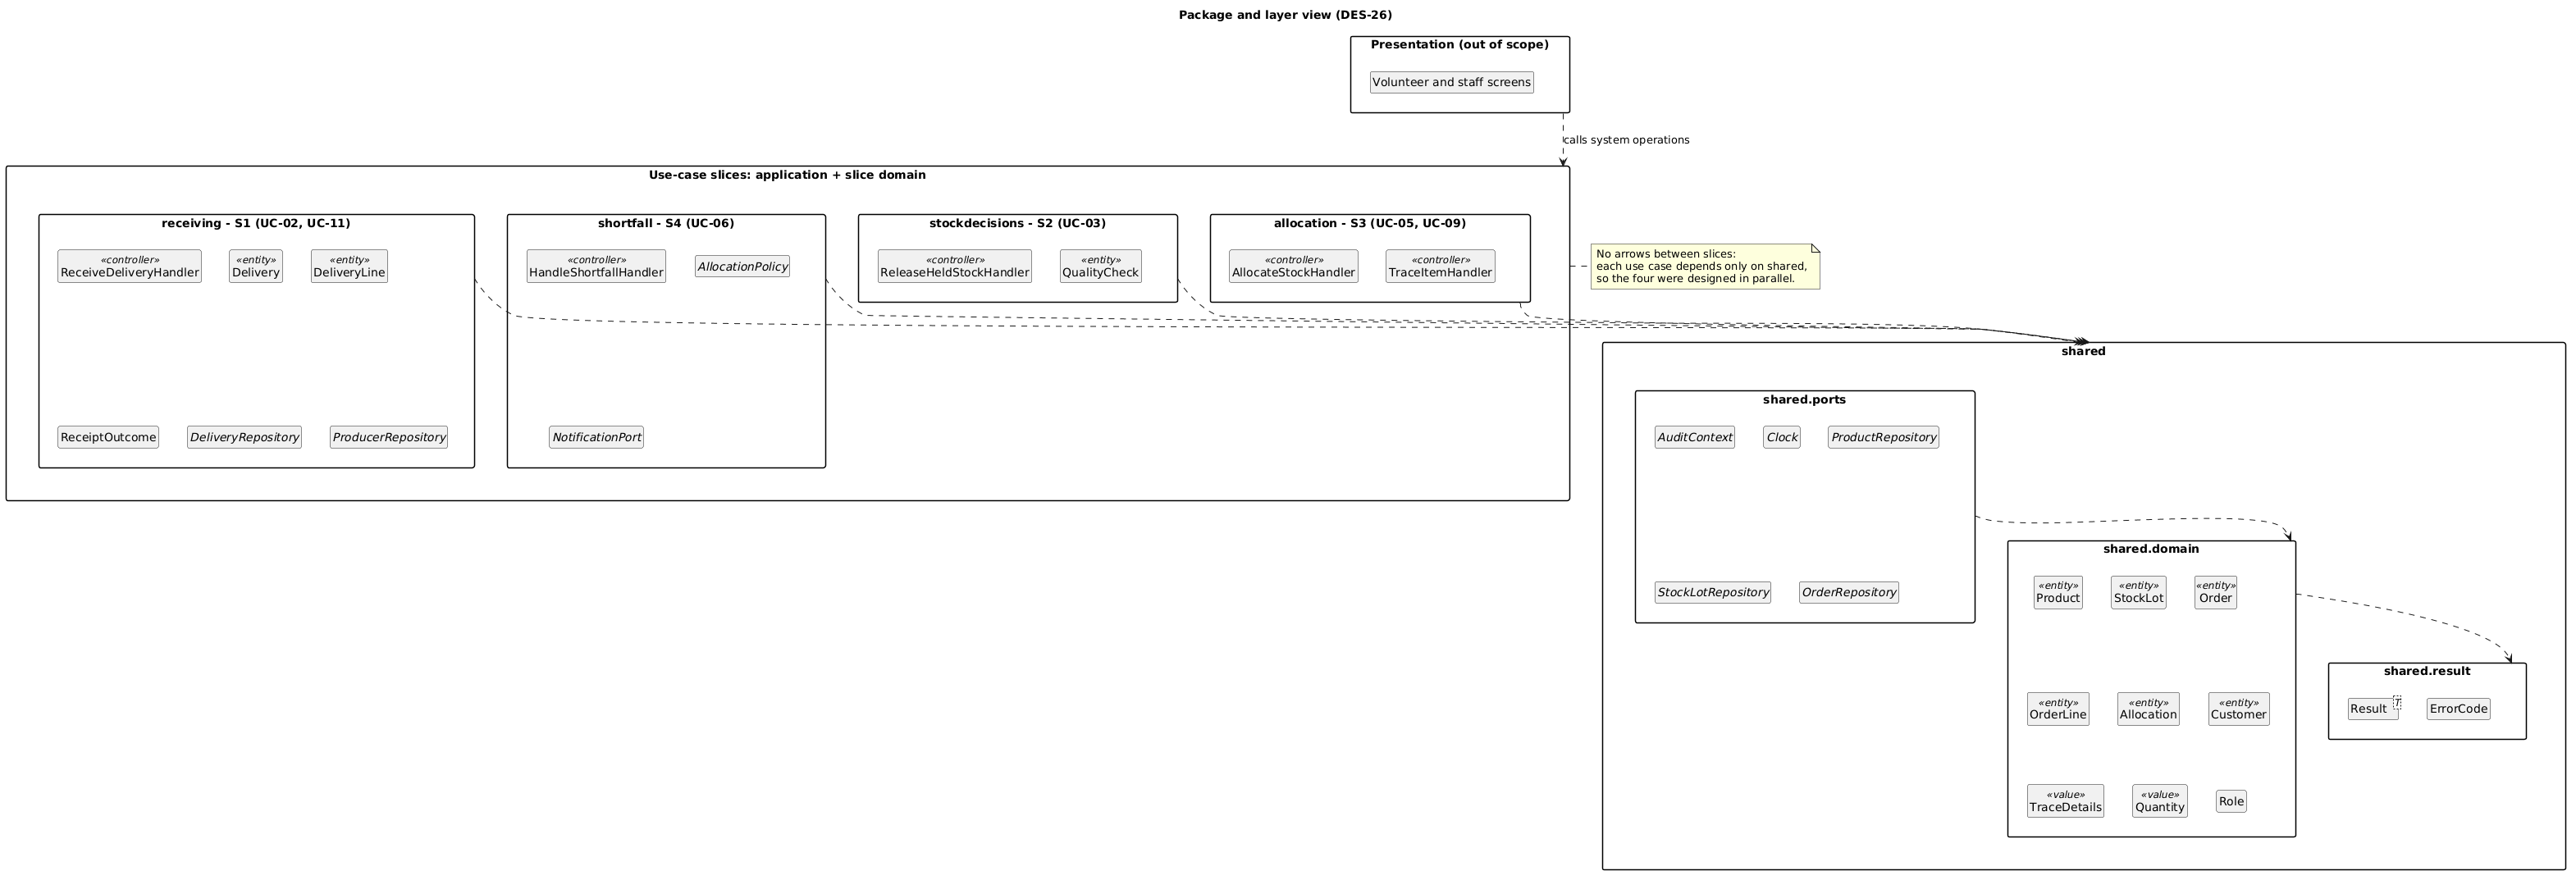 Package and layer view (DES-26)
Presentation (out of scope)
Volunteer and staff screens
calls system operations
Use-case slices: application + slice domain
receiving - S1 (UC-02, UC-11)
«controller»
ReceiveDeliveryHandler
«entity»
Delivery
«entity»
DeliveryLine
ReceiptOutcome
DeliveryRepository
ProducerRepository
shortfall - S4 (UC-06)
«controller»
HandleShortfallHandler
AllocationPolicy
NotificationPort
stockdecisions - S2 (UC-03)
«controller»
ReleaseHeldStockHandler
«entity»
QualityCheck
allocation - S3 (UC-05, UC-09)
«controller»
AllocateStockHandler
«controller»
TraceItemHandler
No arrows between slices:
each use case depends only on shared,
so the four were designed in parallel.
shared
shared.ports
AuditContext
Clock
ProductRepository
StockLotRepository
OrderRepository
shared.domain
«entity»
Product
«entity»
StockLot
«entity»
Order
«entity»
OrderLine
«entity»
Allocation
«entity»
Customer
«value»
TraceDetails
«value»
Quantity
Role
shared.result
Result
T
ErrorCode